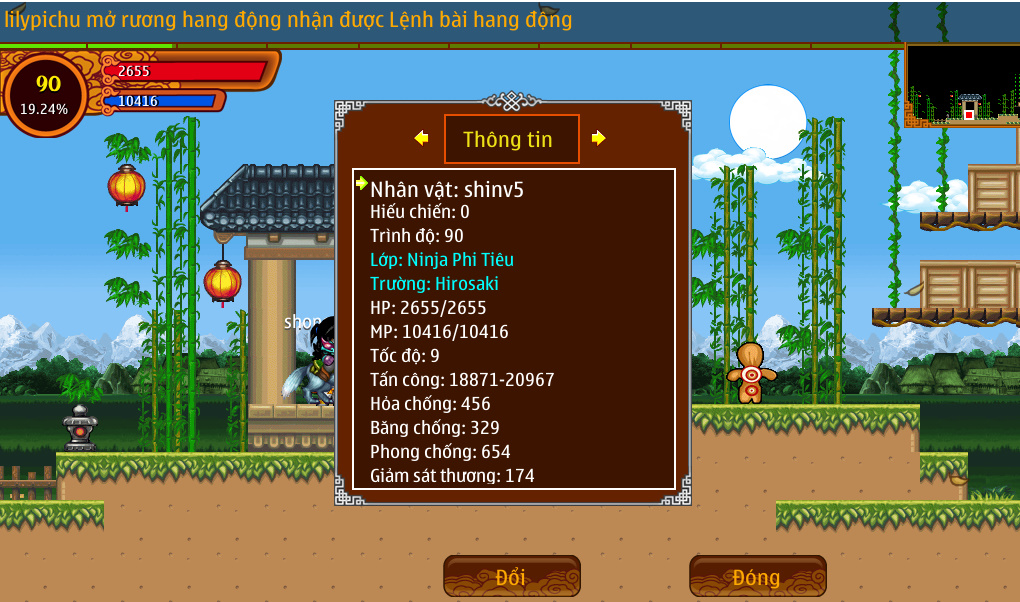 lilypichu mở rương hang động nhận được Lệnh bài hang động
90
19.24%
2655
10416
Thông tin
Nhân vật: shinv5
Hiếu chiến: 0
Trình độ: 90
Lớp: Ninja Phi Tiêu
Trường: Hirosaki
HP: 2655/2655
MP: 10416/10416
Tốc độ: 9
Tấn công: 18871-20967
Hỏa chống: 456
Băng chống: 329
Phong chống: 654
Giảm sát thương: 174
Đổi
Đóng